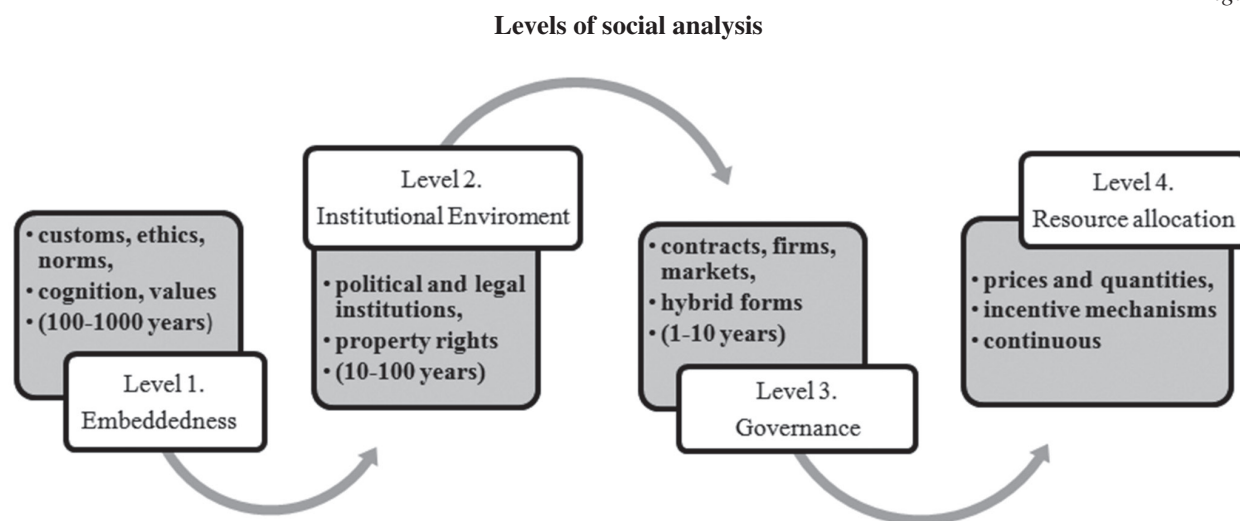 Levels of social analysis
• customs, ethics,
norms,
• cognition, values
• (100-1000 years)
Level 1.
Embeddedness
Level 2.
Institutional Enviroment
• political and legal
institutions,
• property rights
• (10-100 years)
• contracts, firms,
markets,
• hybrid forms
• (1-10 years)
Level 3.
Governance
Level 4.
Resource allocation
• prices and quantities,
• incentive mechanisms
• continuous